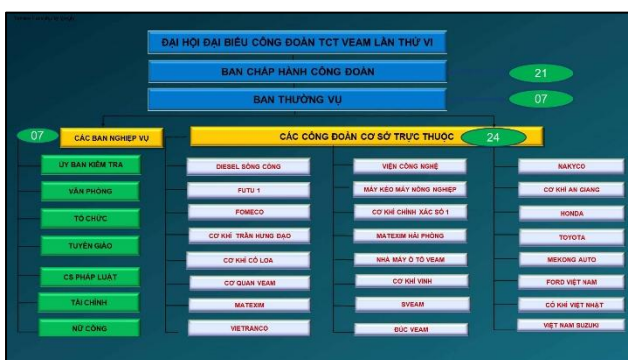 ĐẠI HỘI ĐẠI BIỂU CÔNG ĐOÀN TCT VEAM LẦN THỨ VI
BAN CHẤP HÀNH CÔNG ĐOÀN
21
BAN THƯỜNG VỤ
07
07
CÁC BAN NGHIỆP VỤ
CÁC CÔNG ĐOÀN CƠ SỞ TRỰC THUỘC
24
ỦY BAN KIỂM TRA
VĂN PHÒNG
TỔ CHỨC
TUYÊN GIÁO
CS PHÁP LUẬT
TÀI CHÍNH
NỮ CÔNG
DIESEL SÔNG CÔNG
FUTU 1
FOMECO
CƠ KHÍ TRẦN HƯNG ĐẠO
CƠ KHÍ CỔ LOA
CƠ QUAN VEAM
MATEXIM
VIETRANCO
VIỆN CÔNG NGHỆ
MÁY KÉO MÁY NÔNG NGHIỆP
CƠ KHÍ CHÍNH XÁC SỐ 1
MATEXIM HẢI PHÒNG
NHÀ MÁY Ô TÔ VEAM
CƠ KHÍ VINH
SVEAM
ĐÚC VEAM
NAKYCO
CƠ KHÍ AN GIANG
HONDA
TOYOTA
MEKONG AUTO
FORD VIỆT NAM
CÓ KHÍ VIỆT NHẬT
VIỆT NAM SUZUKI